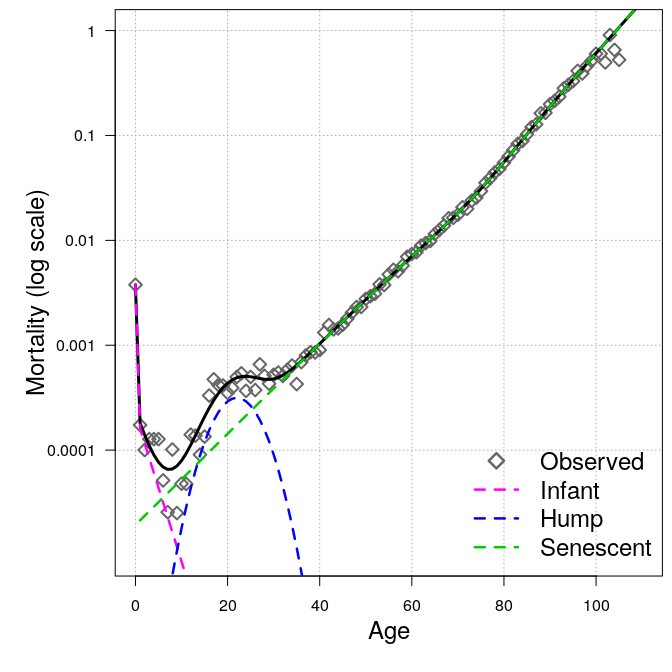 Mortality (log scale)
1
0.1
0.01
0.001
0.0001
Observed
Infant
Hump
Senescent
0 20 40 60 80 100
Age